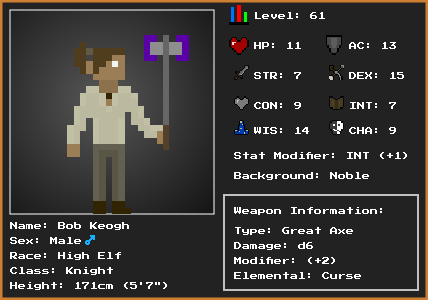 Level: 61
HP: 11 AC: 13
STR: 7 DEX: 15
CON: 9 INT: 7
WIS: 14 CHA: 9
Stat Modifier: INT (+1)
Background: Noble
Weapon Information:
Type: Great Axe
Damage: d6
Modifier: (+2)
Elemental: Curse
Name: Bob Keogh
Sex: Male♂
Race: High Elf
Class: Knight
Height: 171cm (5'7")